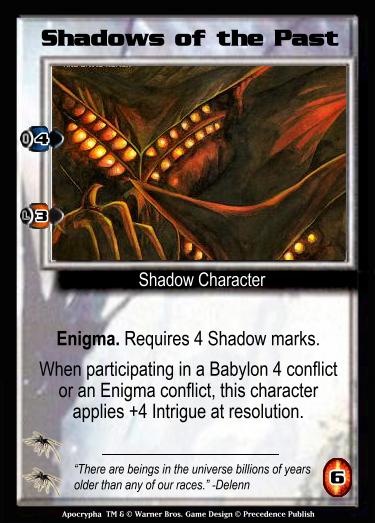 Shadows of the Past
4
3
Shadow Character
Enigma. Requires 4 Shadow marks.
When participating in a Babylon 4 conflict
or an Enigma conflict, this character
applies +4 Intrigue at resolution.
“There are beings in the universe billions of years
older than any of our races.” -Delenn
6
Apocrypha TM & © Warner Bros. Game Design © Precedence Publish